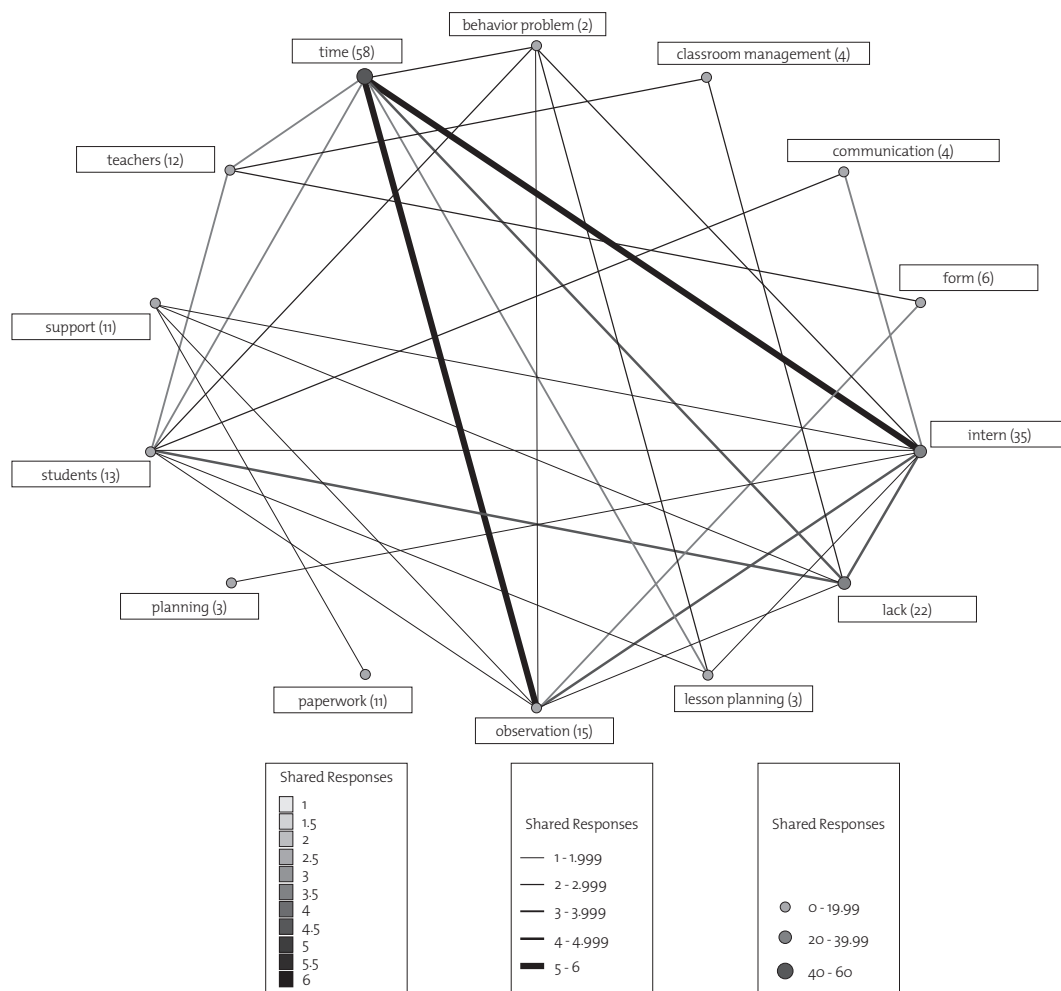 behavior problem (2)
time (58)
classroom management (4)
teachers (12)
communication (4)
form (6)
support (11)
intern (35)
students (13)
planning (3)
lack (22)
paperwork (11)
lesson planning (3)
observation (15)
Shared Responses
1
1.5
2
2.5
3
3.5
4
4.5
5
5.5
6
Shared Responses
1 - 1.999
2 - 2.999
3 - 3.999
4 - 4.999
5 - 6
Shared Responses
0 - 19.99
20 - 39.99
40 - 60